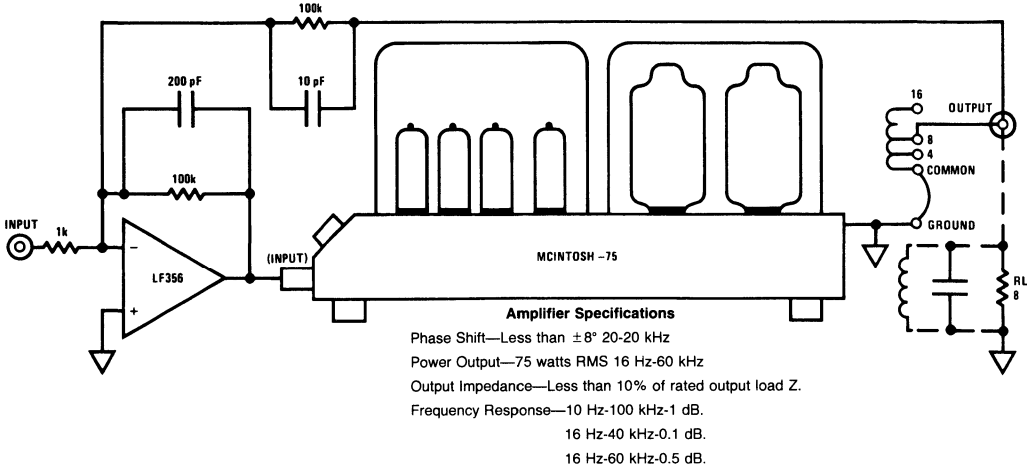 100k
200 pF
10 pF
100k
INPUT
1k
−
LF356
+
(INPUT)
MCINTOSH -75
16
OUTPUT
8
4
COMMON
GROUND
RL
8
Amplifier Specifications
Phase Shift—Less than ±8° 20-20 kHz
Power Output—75 watts RMS 16 Hz-60 kHz
Output Impedance—Less than 10% of rated output load Z.
Frequency Response—10 Hz-100 kHz-1 dB.
16 Hz-40 kHz-0.1 dB.
16 Hz-60 kHz-0.5 dB.